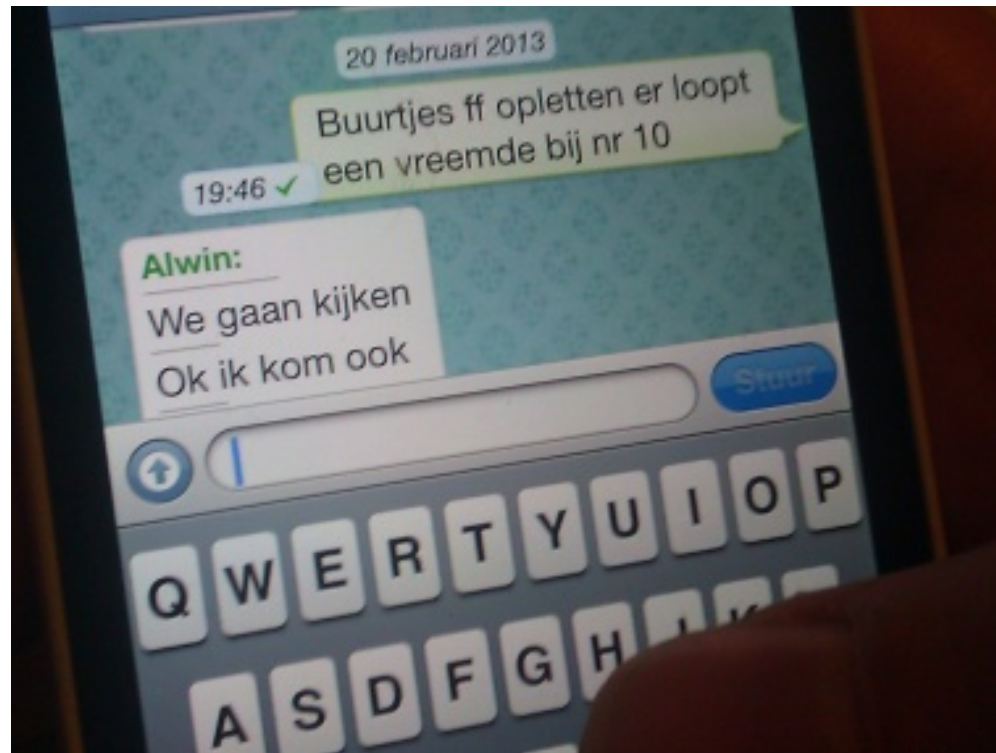 20 februari 2013
Buurtjes ff opletten er loopt
een vreemde bij nr 10
19:46
Alwin:
We gaan kijken
Ok ik kom ook
Stuur
Q W E R T Y U I O P
A S D F G H J K